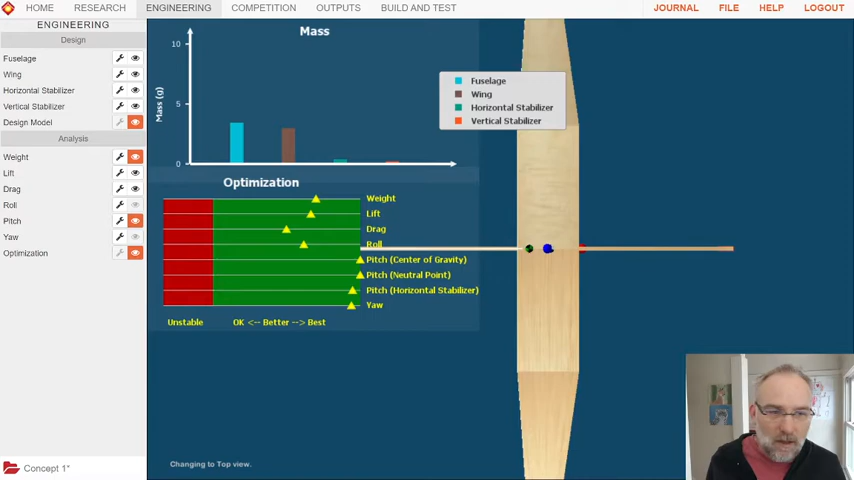 HOME RESEARCH ENGINEERING COMPETITION OUTPUTS BUILD AND TEST JOURNAL FILE HELP LOGOUT
ENGINEERING
Design
Fuselage
Wing
Horizontal Stabilizer
Vertical Stabilizer
Design Model
Analysis
Weight
Lift
Drag
Roll
Pitch
Yaw
Optimization
Concept 1*
Mass
10
5
0
Mass (g)
Fuselage
Wing
Horizontal Stabilizer
Vertical Stabilizer
Optimization
Weight
Lift
Drag
Roll
Pitch (Center of Gravity)
Pitch (Neutral Point)
Pitch (Horizontal Stabilizer)
Yaw
Unstable OK <-- Better --> Best
Changing to Top view.